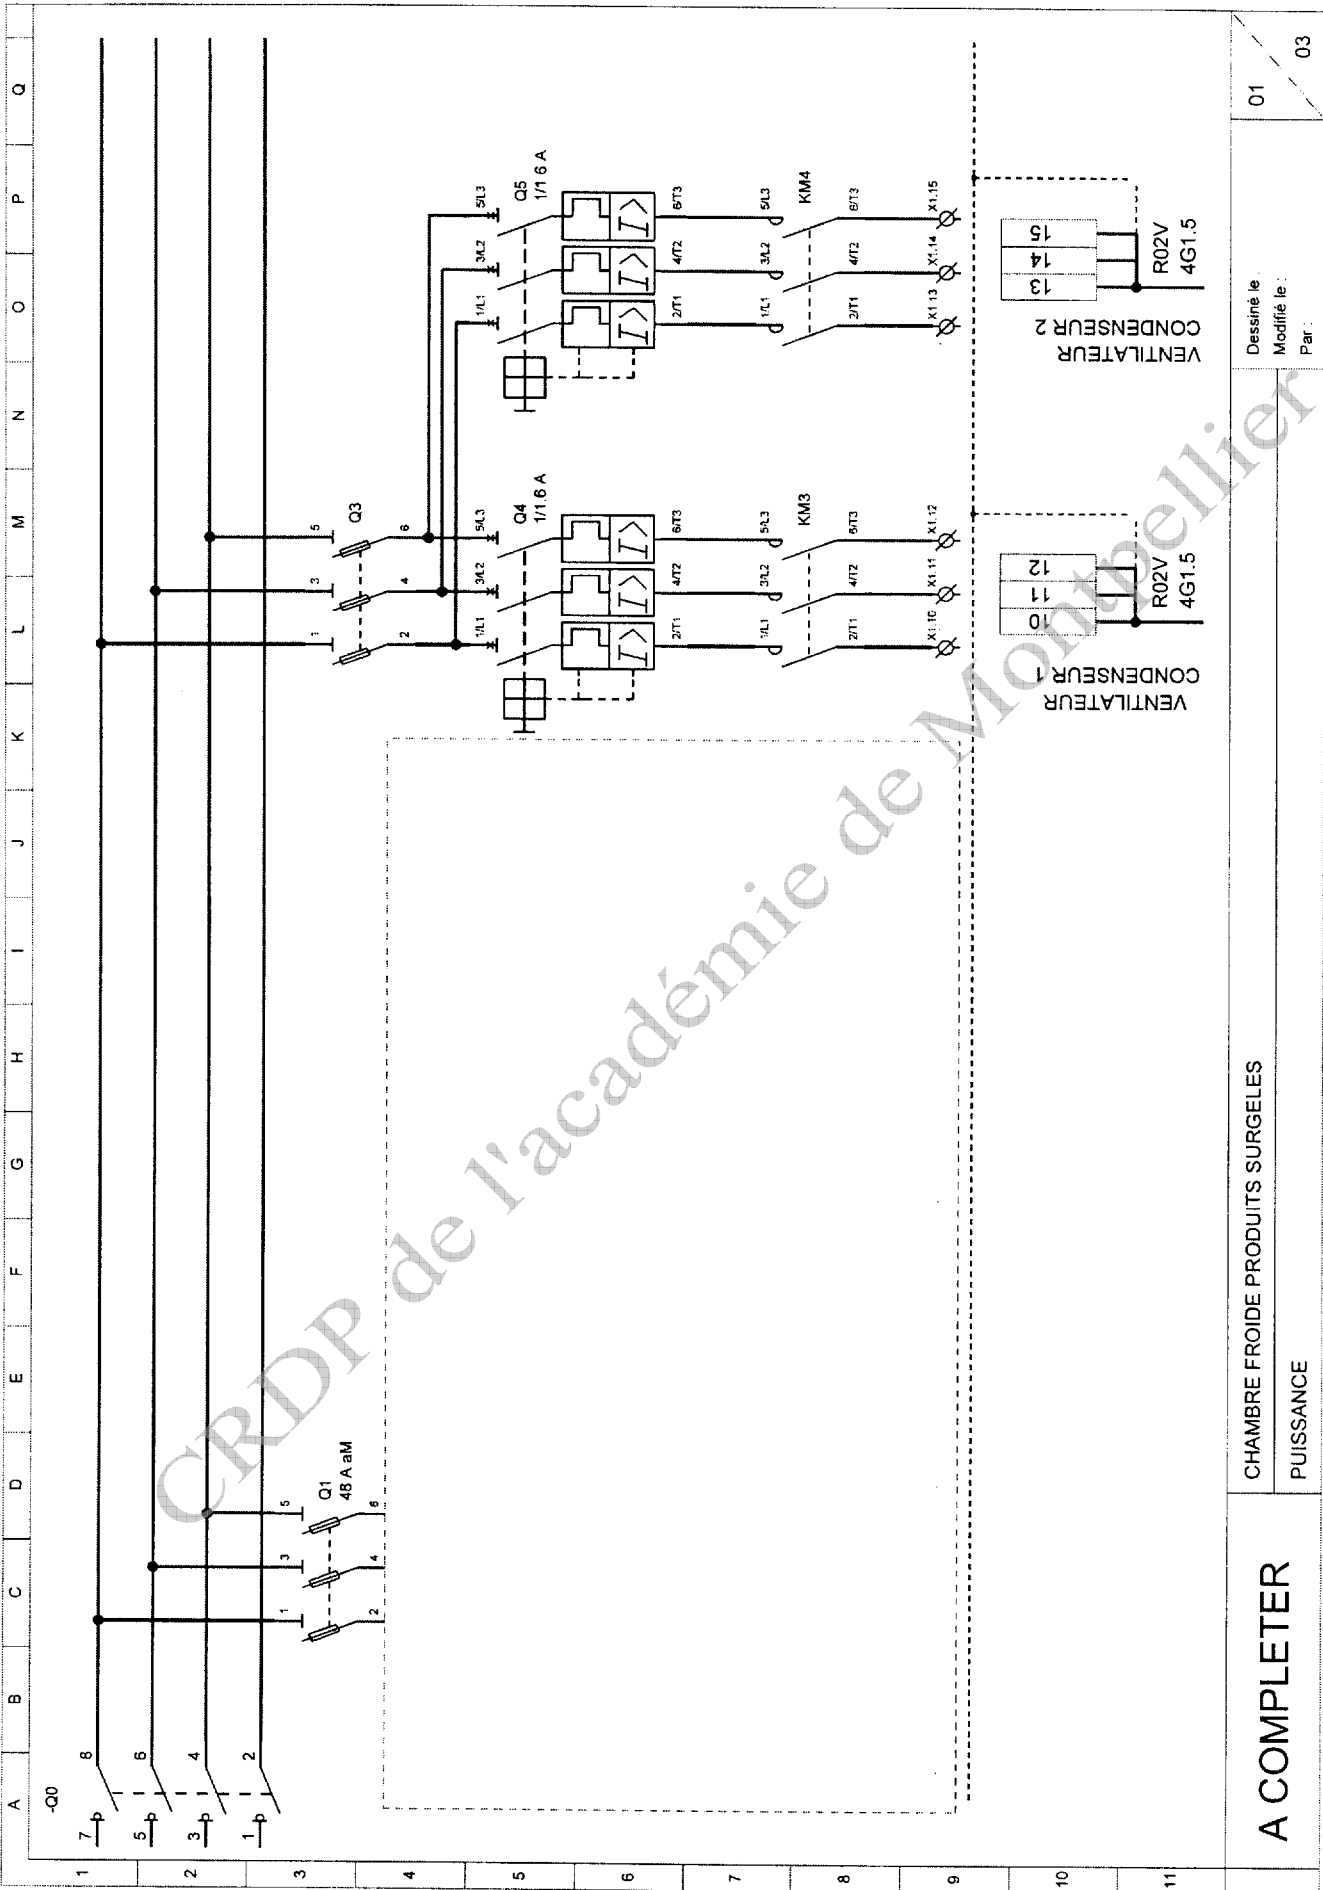 A B C D E F G H I J K L M N O P Q
1
2
3
4
5
6
7
8
9
10
11
-Q0
7 8
5 6
3 4
1 2
1 3 5
Q1
48 A aM
2 4 6
1 3 5
Q3
2 4 6
1/L1 3/L2 5/L3
Q4
1/1.6 A
2/T1 4/T2 6/T3
1/L1 3/L2 5/L3
KM3
2/T1 4/T2 6/T3
X1.10 X1.11 X1.12
10 11 12
VENTILATEUR
CONDENSEUR 1
R02V
4G1.5
1/L1 3/L2 5/L3
Q5
1/1 6 A
2/T1 4/T2 6/T3
1/L1 3/L2 5/L3
KM4
2/T1 4/T2 6/T3
X1.13 X1.14 X1.15
13 14 15
VENTILATEUR
CONDENSEUR 2
R02V
4G1.5
CRDP de l'académie de Montpellier
A COMPLETER
CHAMBRE FROIDE PRODUITS SURGELES
PUISSANCE
Dessiné le
Modifié le :
Par :
01
03